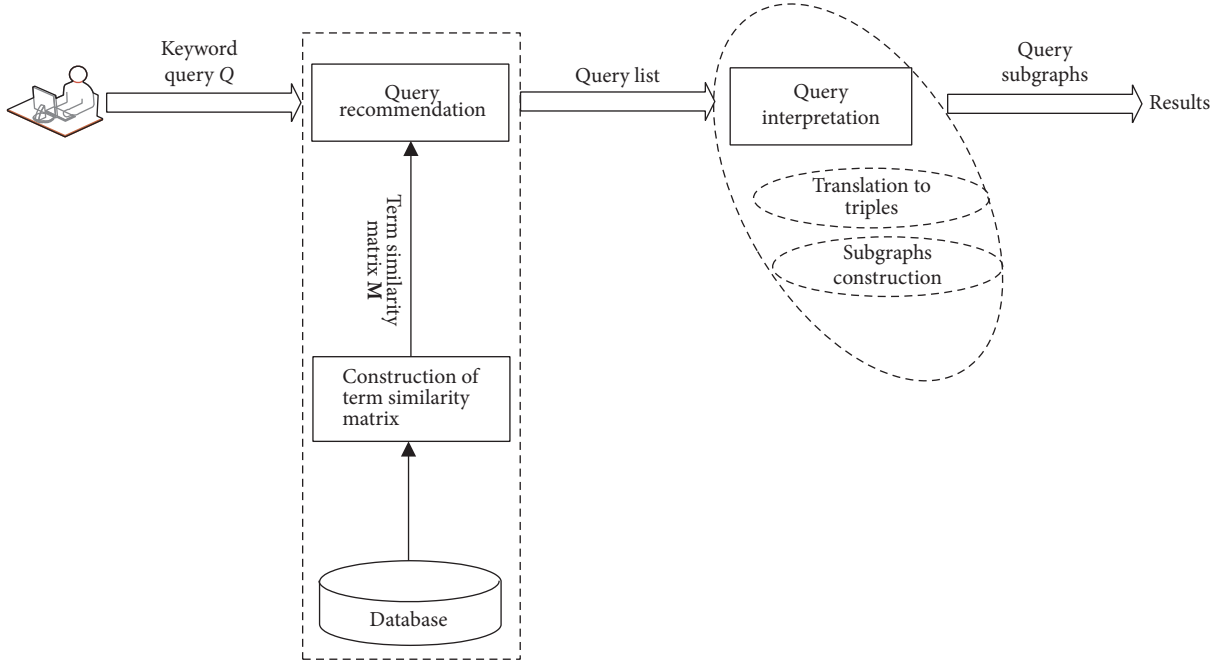 Keyword
query Q
Query
recommendation
Query list
Query
interpretation
Query
subgraphs
Results
Translation to
triples
Subgraphs
construction
Term similarity
matrix M
Construction of
term similarity
matrix
Database